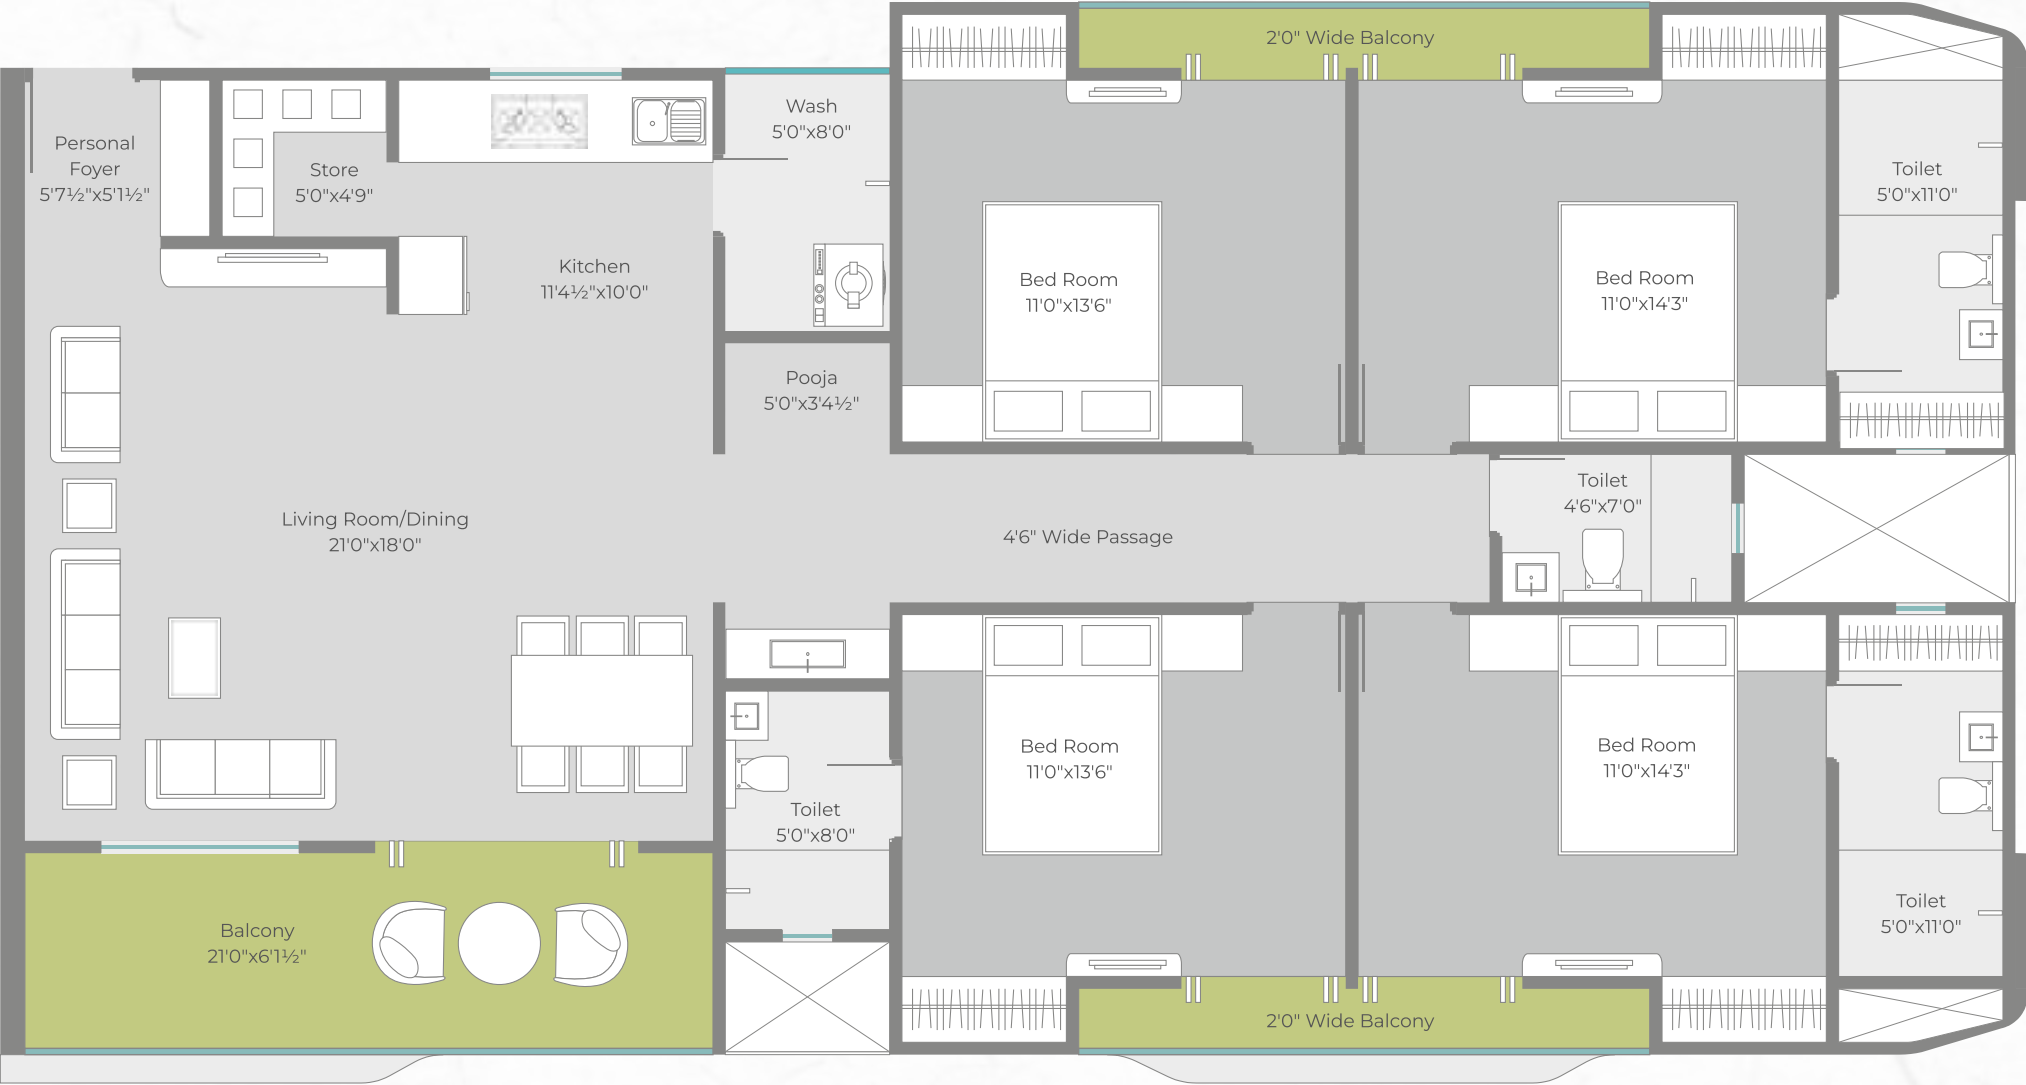 2'0" Wide Balcony
Personal
Foyer
5'7½"x5'1½"
Store
5'0"x4'9"
Wash
5'0"x8'0"
Kitchen
11'4½"x10'0"
Bed Room
11'0"x13'6"
Bed Room
11'0"x14'3"
Toilet
5'0"x11'0"
Pooja
5'0"x3'4½"
Living Room/Dining
21'0"x18'0"
4'6" Wide Passage
Toilet
4'6"x7'0"
Toilet
5'0"x8'0"
Bed Room
11'0"x13'6"
Bed Room
11'0"x14'3"
Toilet
5'0"x11'0"
Balcony
21'0"x6'1½"
2'0" Wide Balcony